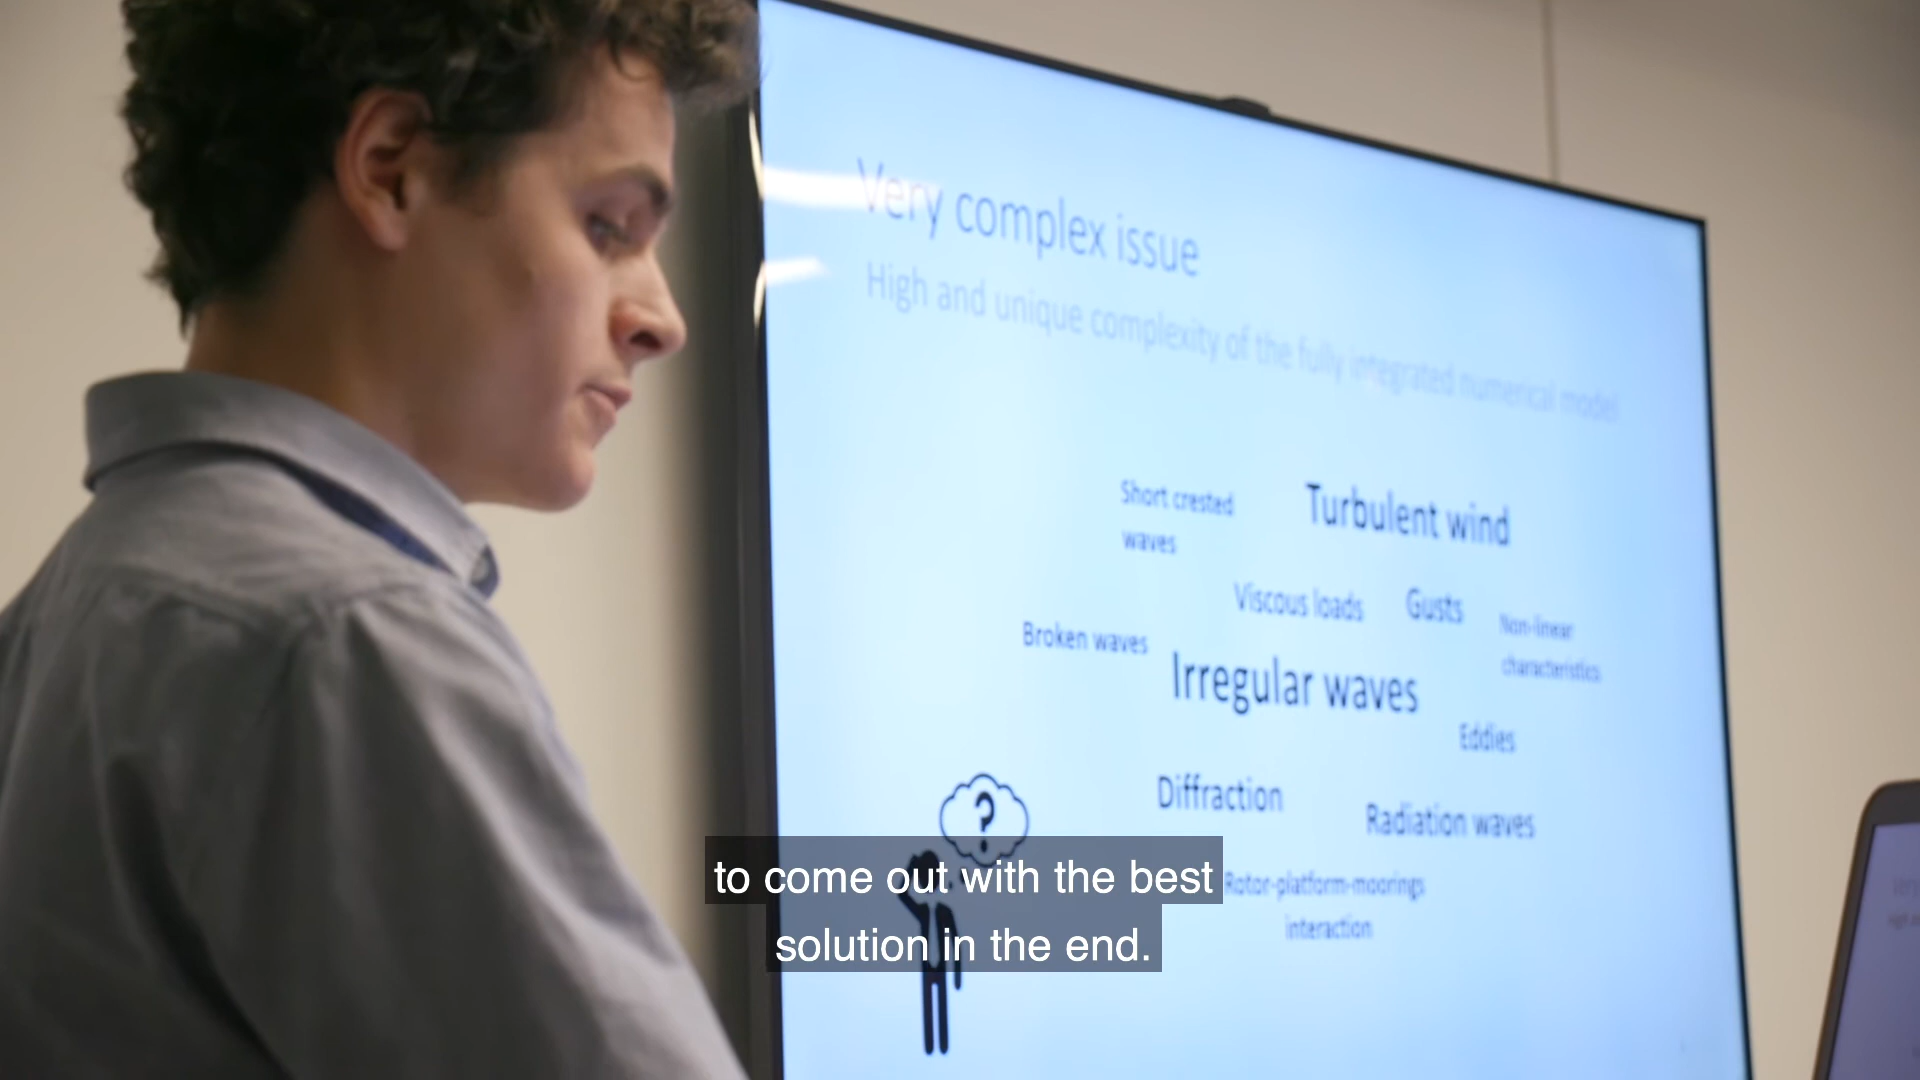 Very complex issue
High and unique complexity of the fully integrated numerical model
Short crested
waves
Turbulent wind
Viscous loads
Gusts
Non-linear
characteristics
Broken waves
Irregular waves
Eddies
Diffraction
Radiation waves
?
Rotor-platform-moorings
interaction
to come out with the best
solution in the end.